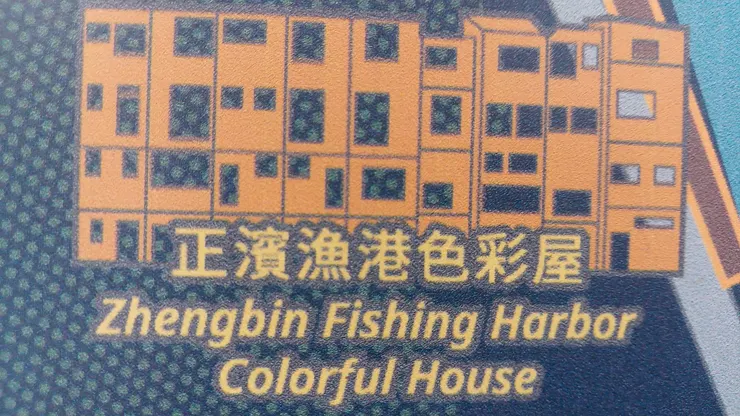 正濱漁港色彩屋
Zhengbin Fishing Harbor
Colorful House